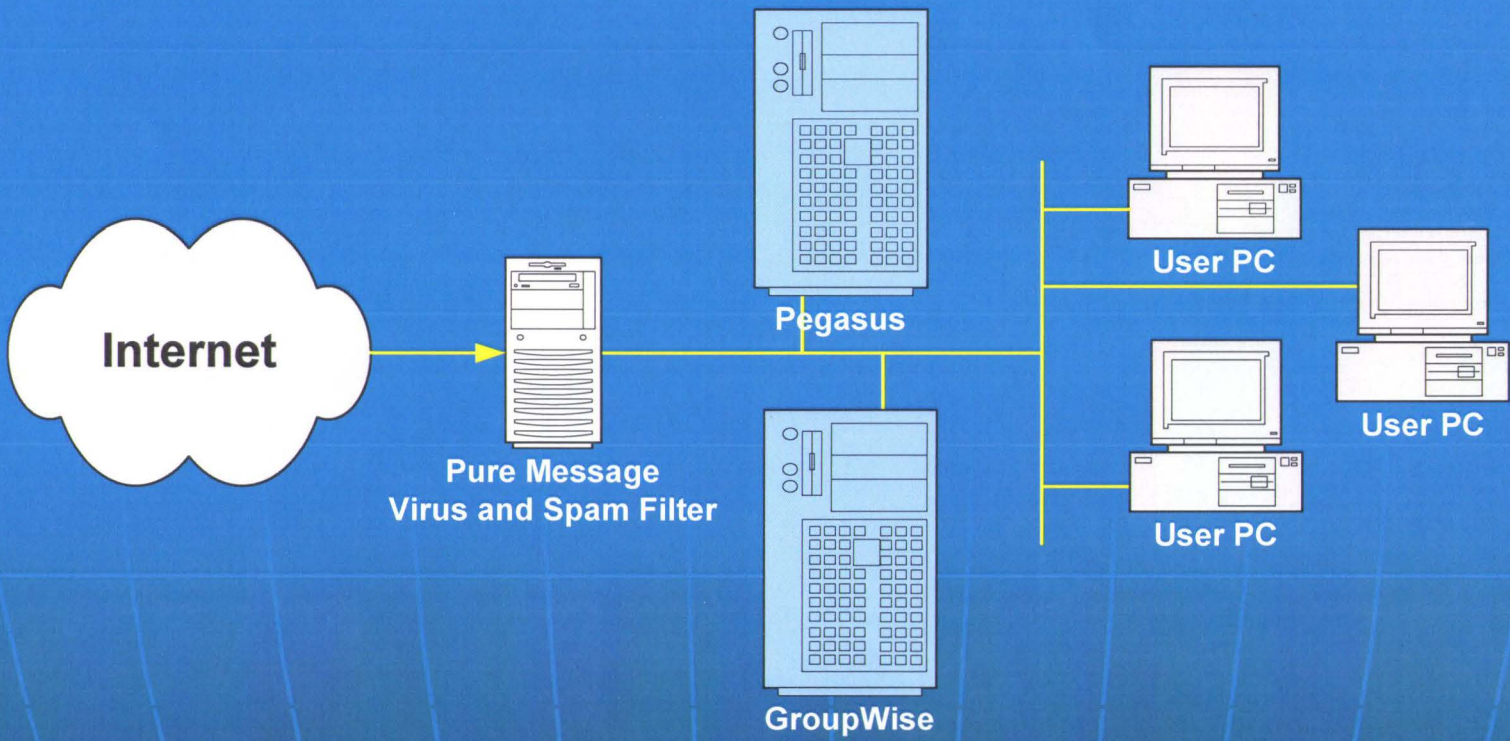 Internet
Pure Message
Virus and Spam Filter
Pegasus
GroupWise
User PC
User PC
User PC